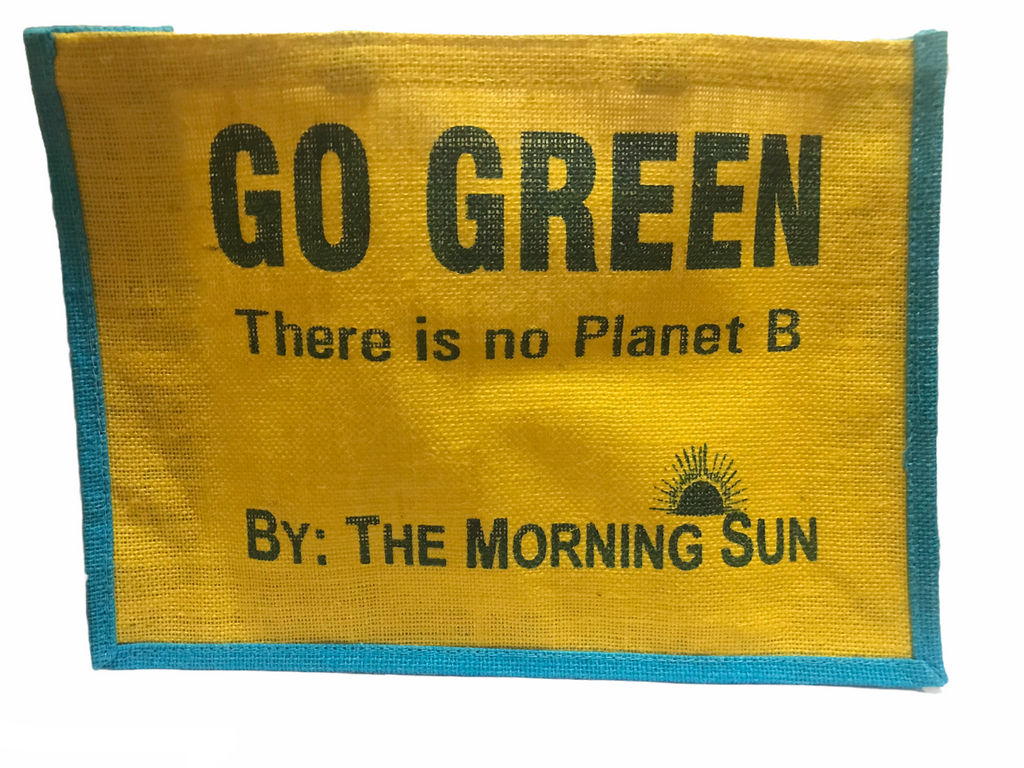 GO GREEN
There is no Planet B
BY: THE MORNING SUN